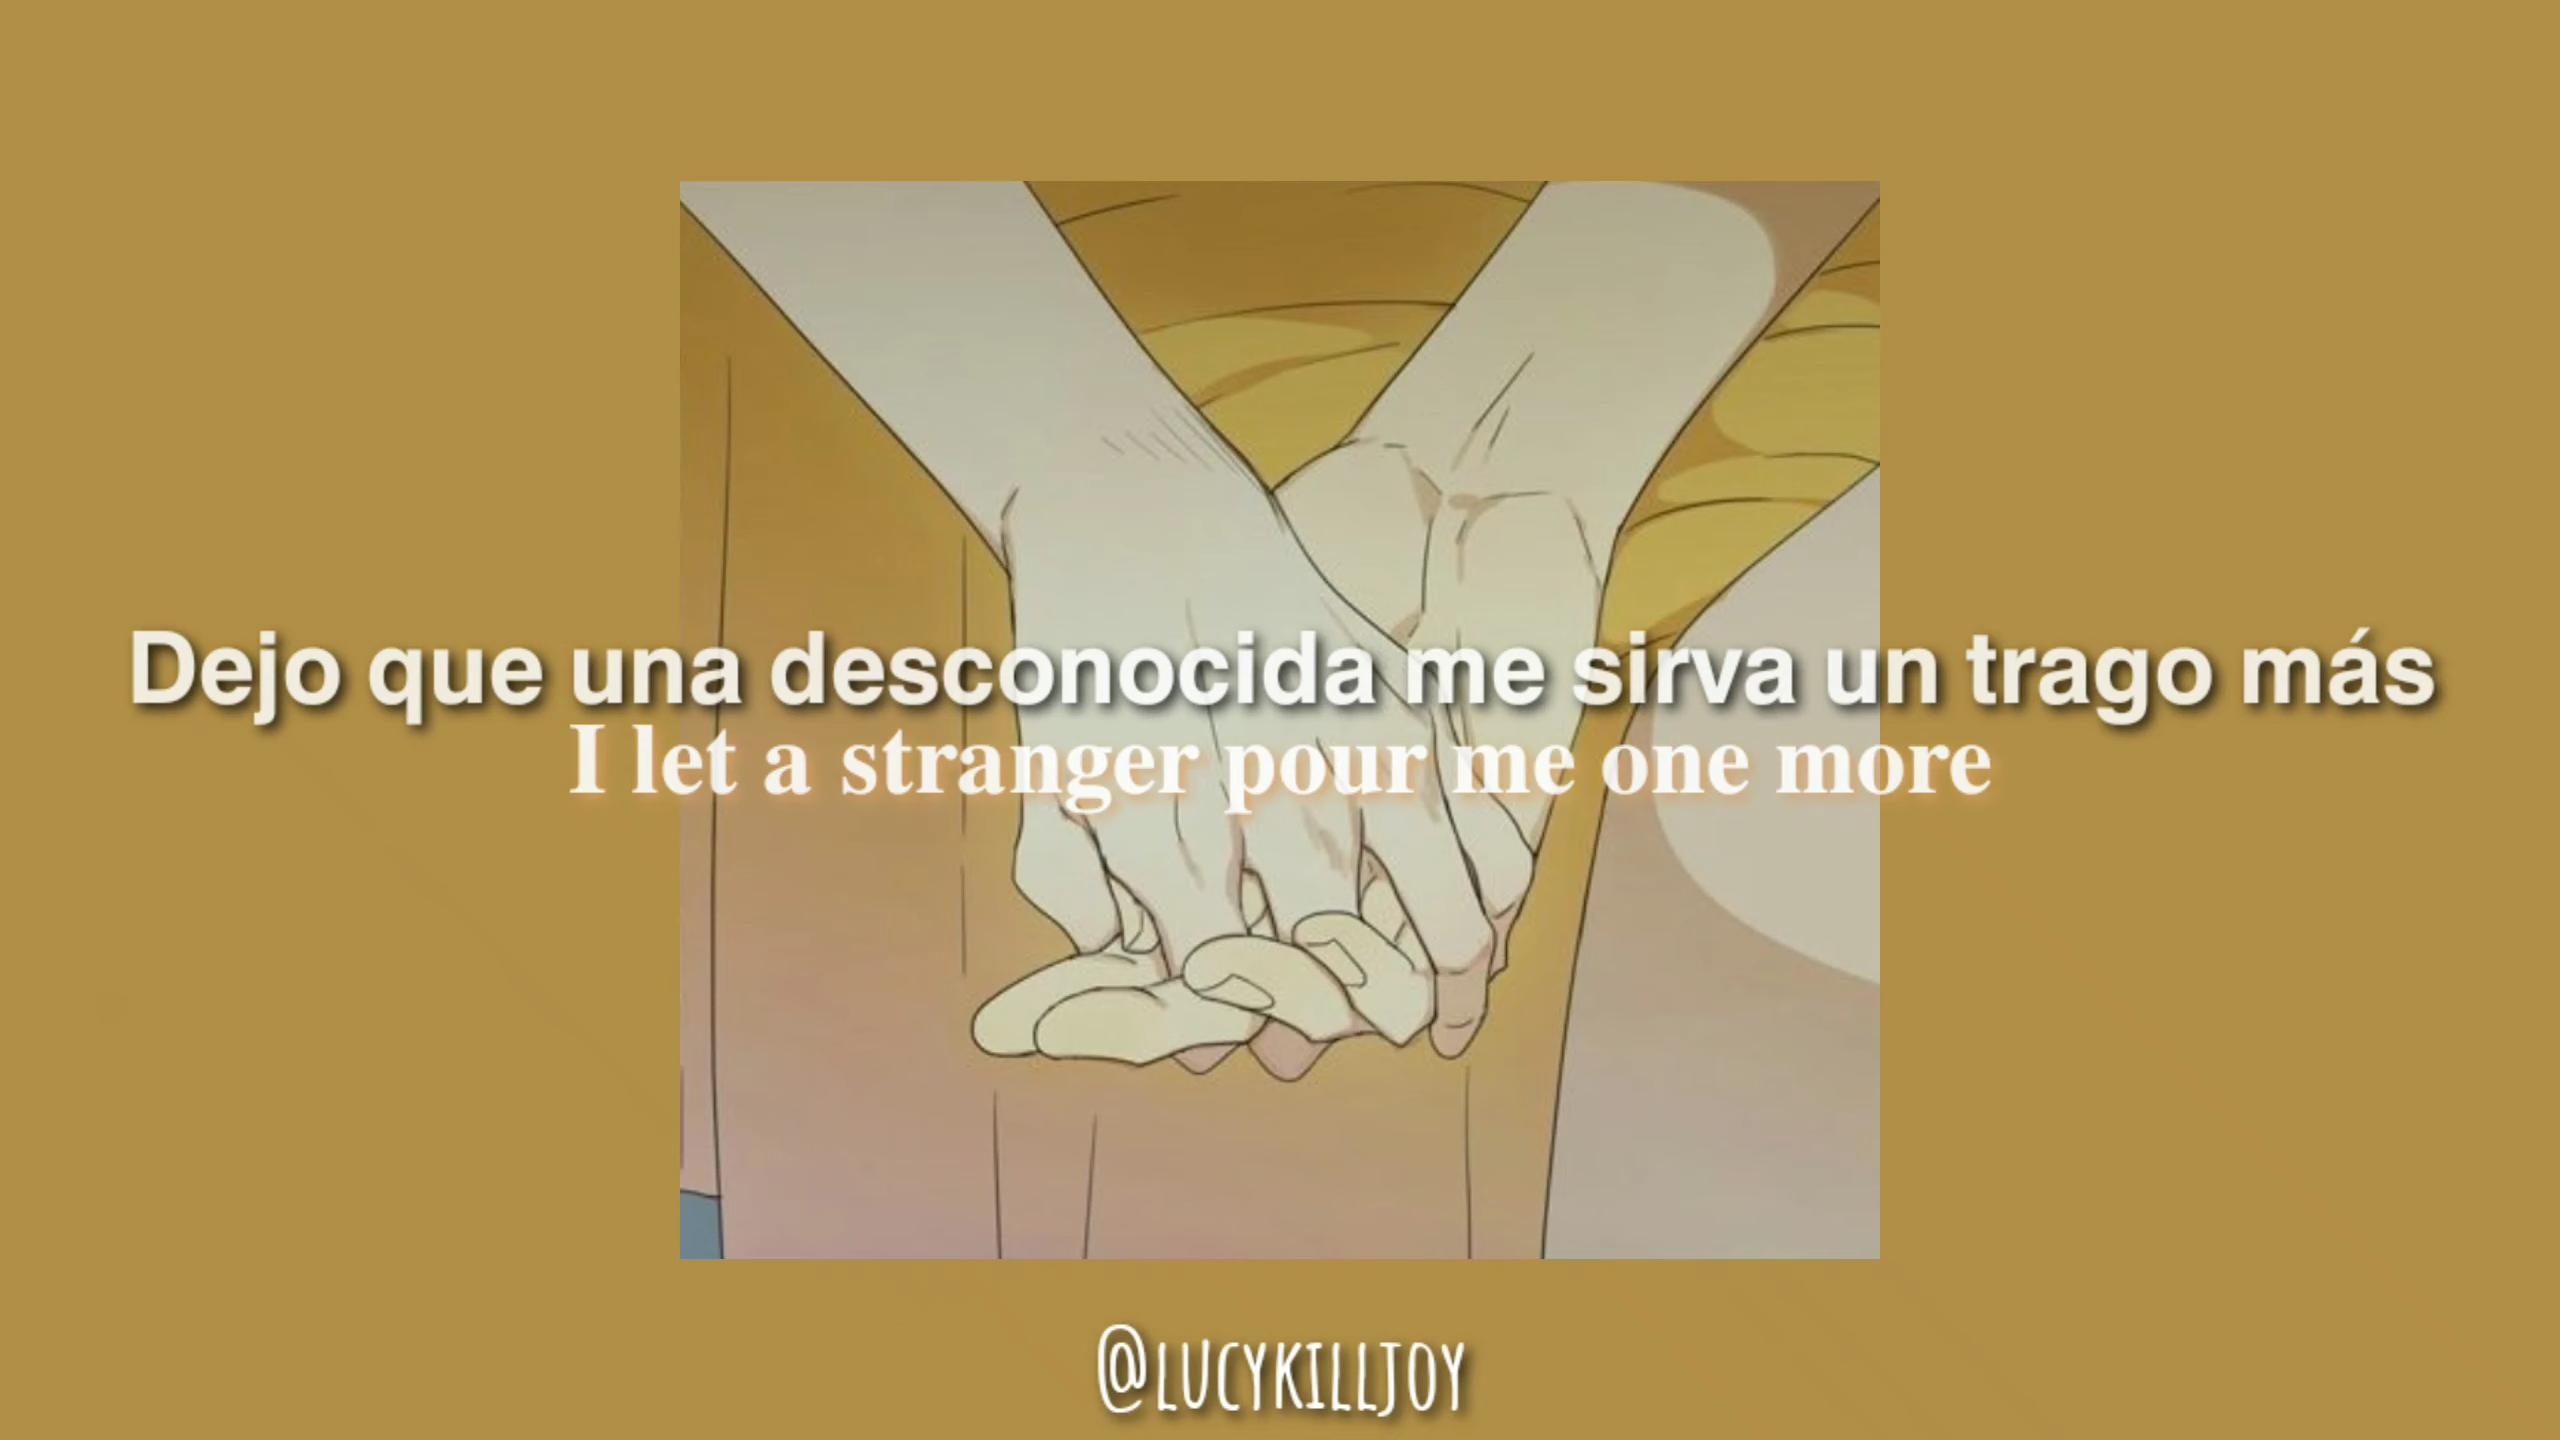 Dejo que una desconocida me sirva un trago más
I let a stranger pour me one more
@LUCYKILLJOY